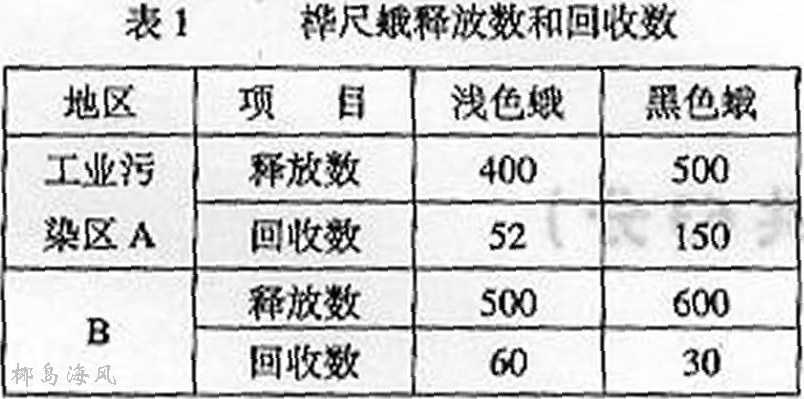 表1 桦尺蛾释放数和回收数
地区 项目 浅色蛾 黑色蛾
工业污染区A 释放数 400 500
回收数 52 150
B 释放数 500 600
回收数 60 30
椰岛海风